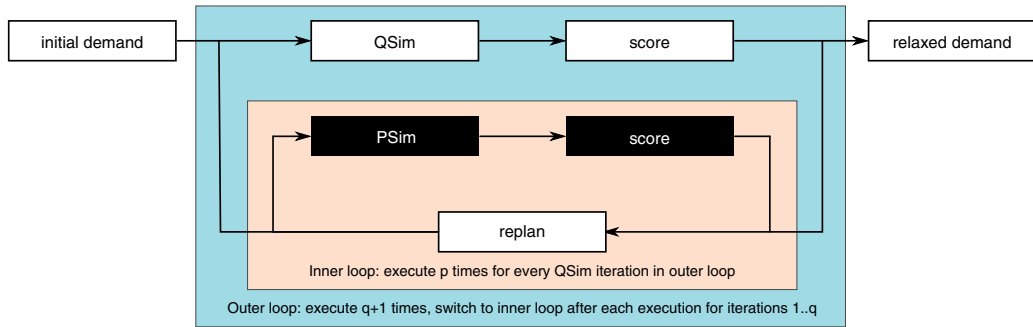 initial demand
QSim
score
relaxed demand
PSim
score
replan
Inner loop: execute p times for every QSim iteration in outer loop
Outer loop: execute q+1 times, switch to inner loop after each execution for iterations 1..q